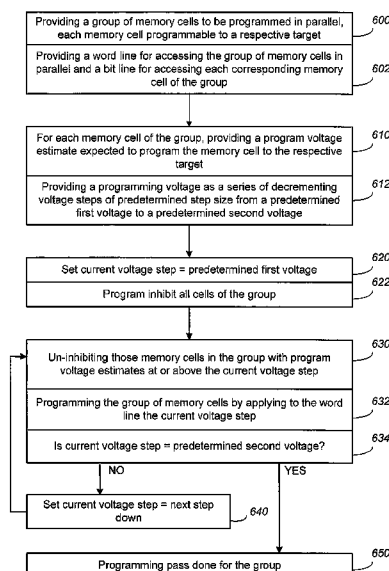 Providing a group of memory cells to be programmed in parallel,
each memory cell programmable to a respective target
600
Providing a word line for accessing the group of memory cells in
parallel and a bit line for accessing each corresponding memory
cell of the group
602
For each memory cell of the group, providing a program voltage
estimate expected to program the memory cell to the respective
target
610
Providing a programming voltage as a series of decrementing
voltage steps of predetermined step size from a predetermined
first voltage to a predetermined second voltage
612
Set current voltage step = predetermined first voltage
620
Program inhibit all cells of the group
622
Un-inhibiting those memory cells in the group with program
voltage estimates at or above the current voltage step
630
Programming the group of memory cells by applying to the word
line the current voltage step
632
Is current voltage step = predetermined second voltage?
634
NO
YES
Set current voltage step = next step
down
640
Programming pass done for the group
650